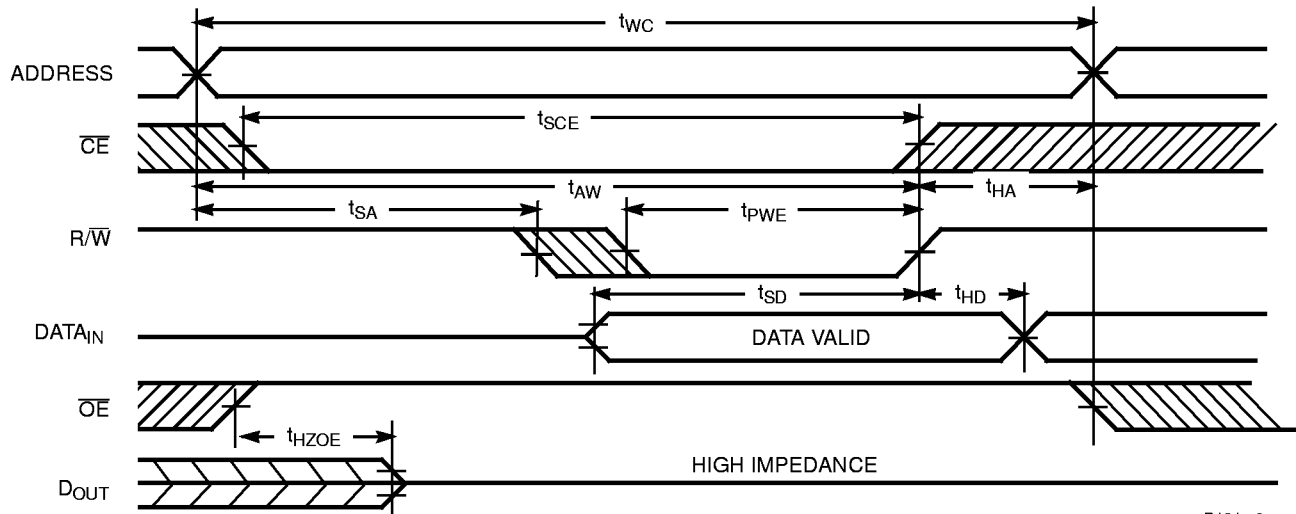 tWC
ADDRESS
tSCE
CE
tAW
tHA
tSA
tPWE
R/W
tSD
tHD
DATAIN
DATA VALID
OE
tHZOE
HIGH IMPEDANCE
DOUT